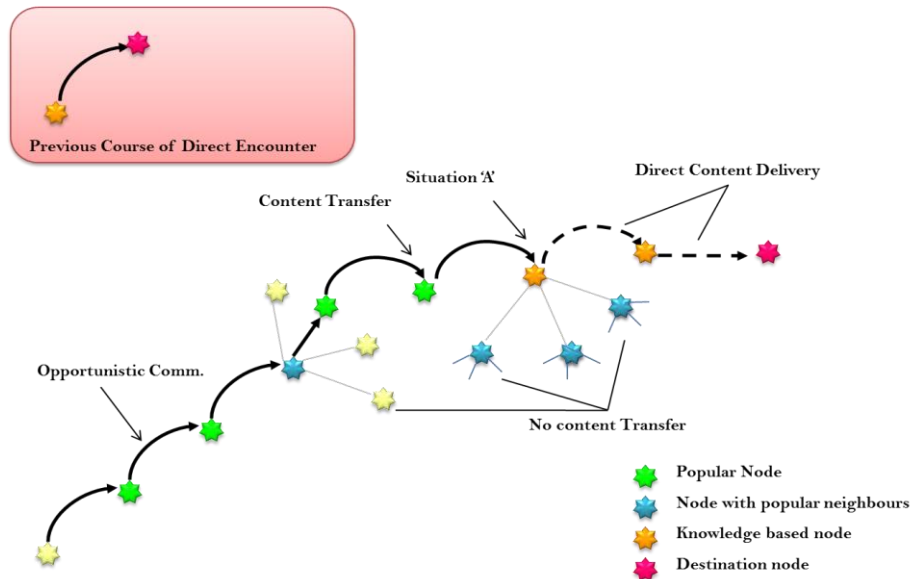 Previous Course of Direct Encounter
Situation 'A'
Direct Content Delivery
Content Transfer
Opportunistic Comm.
No content Transfer
Popular Node
Node with popular neighbours
Knowledge based node
Destination node